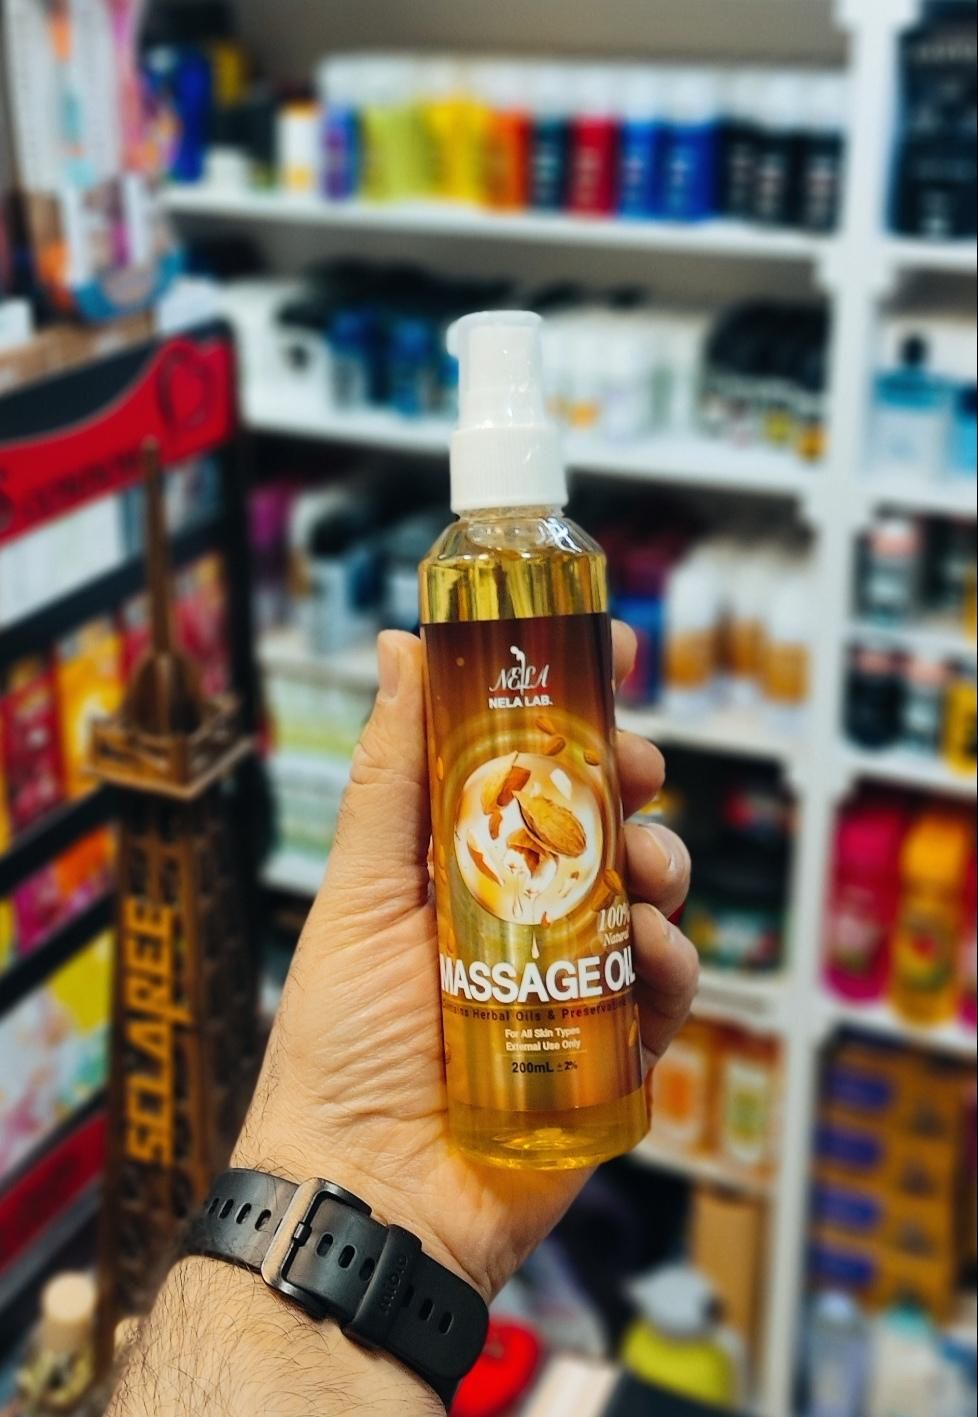 NELA
NELA LAB.
100%
Natural
MASSAGE OIL
Herbal Oils & Preservative
For All Skin Types
External Use Only
200mL ± 2%
SCLAREE